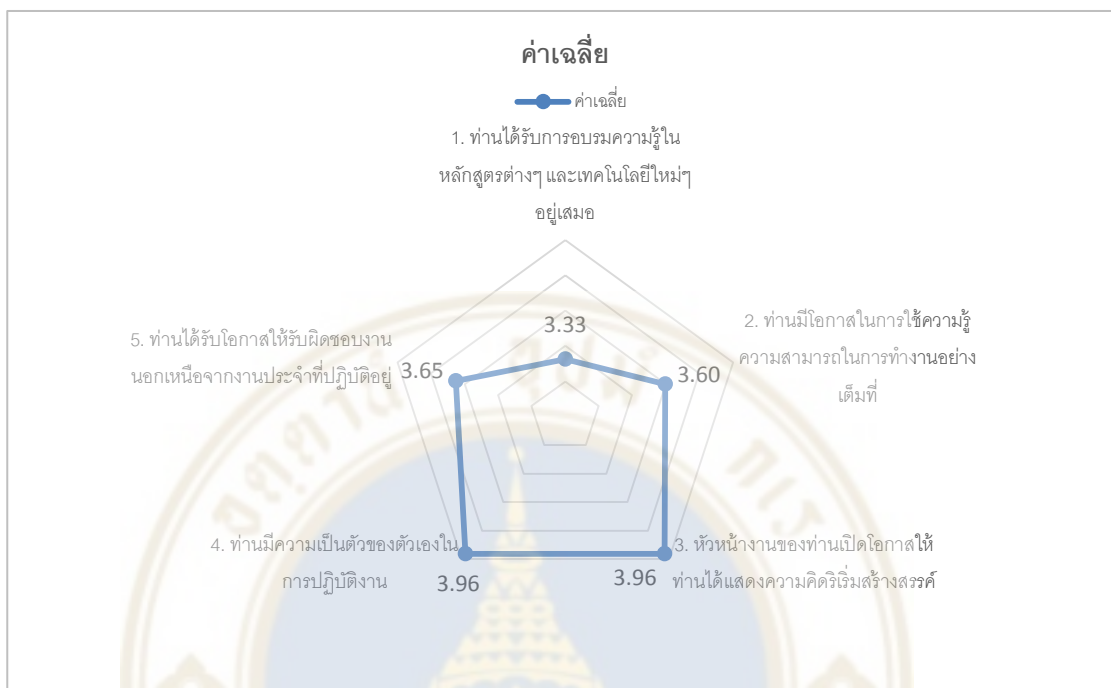 ค่าเฉลี่ย
ค่าเฉลี่ย
1. ท่านได้รับการอบรมความรู้ใน
หลักสูตรต่างๆ และเทคโนโลยีใหม่ๆ
อยู่เสมอ
3.33
2. ท่านมีโอกาสในการใช้ความรู้
ความสามารถในการทำงานอย่าง
เต็มที่
3.60
5. ท่านได้รับโอกาสให้รับผิดชอบงาน
นอกเหนือจากงานประจำที่ปฏิบัติอยู่
3.65
4. ท่านมีความเป็นตัวของตัวเองใน
การปฏิบัติงาน
3.96
3. หัวหน้างานของท่านเปิดโอกาสให้
ท่านได้แสดงความคิดริเริ่มสร้างสรรค์
3.96